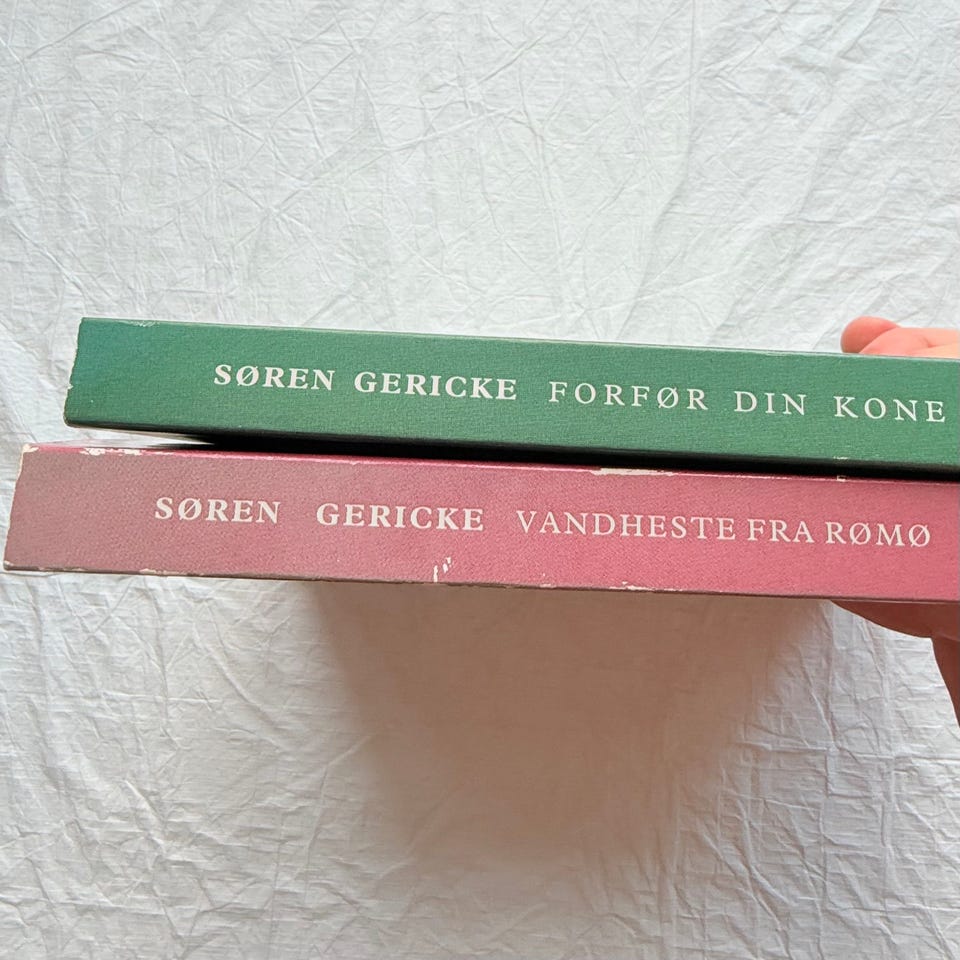 SØREN GERICKE FORFØR DIN KONE
SØREN GERICKE VANDHESTE FRA RØMØ